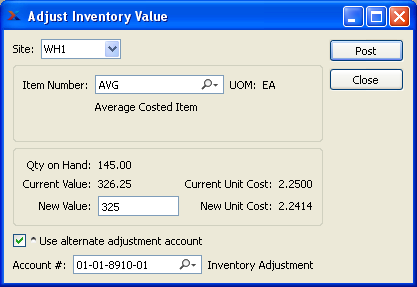 Adjust Inventory Value
Site: WH1
Post
Item Number: AVG UOM: EA
Close
Average Costed Item
Qty on Hand: 145.00
Current Value: 326.25 Current Unit Cost: 2.2500
New Value: 325 New Unit Cost: 2.2414
^ Use alternate adjustment account
Account #: 01-01-8910-01 Inventory Adjustment